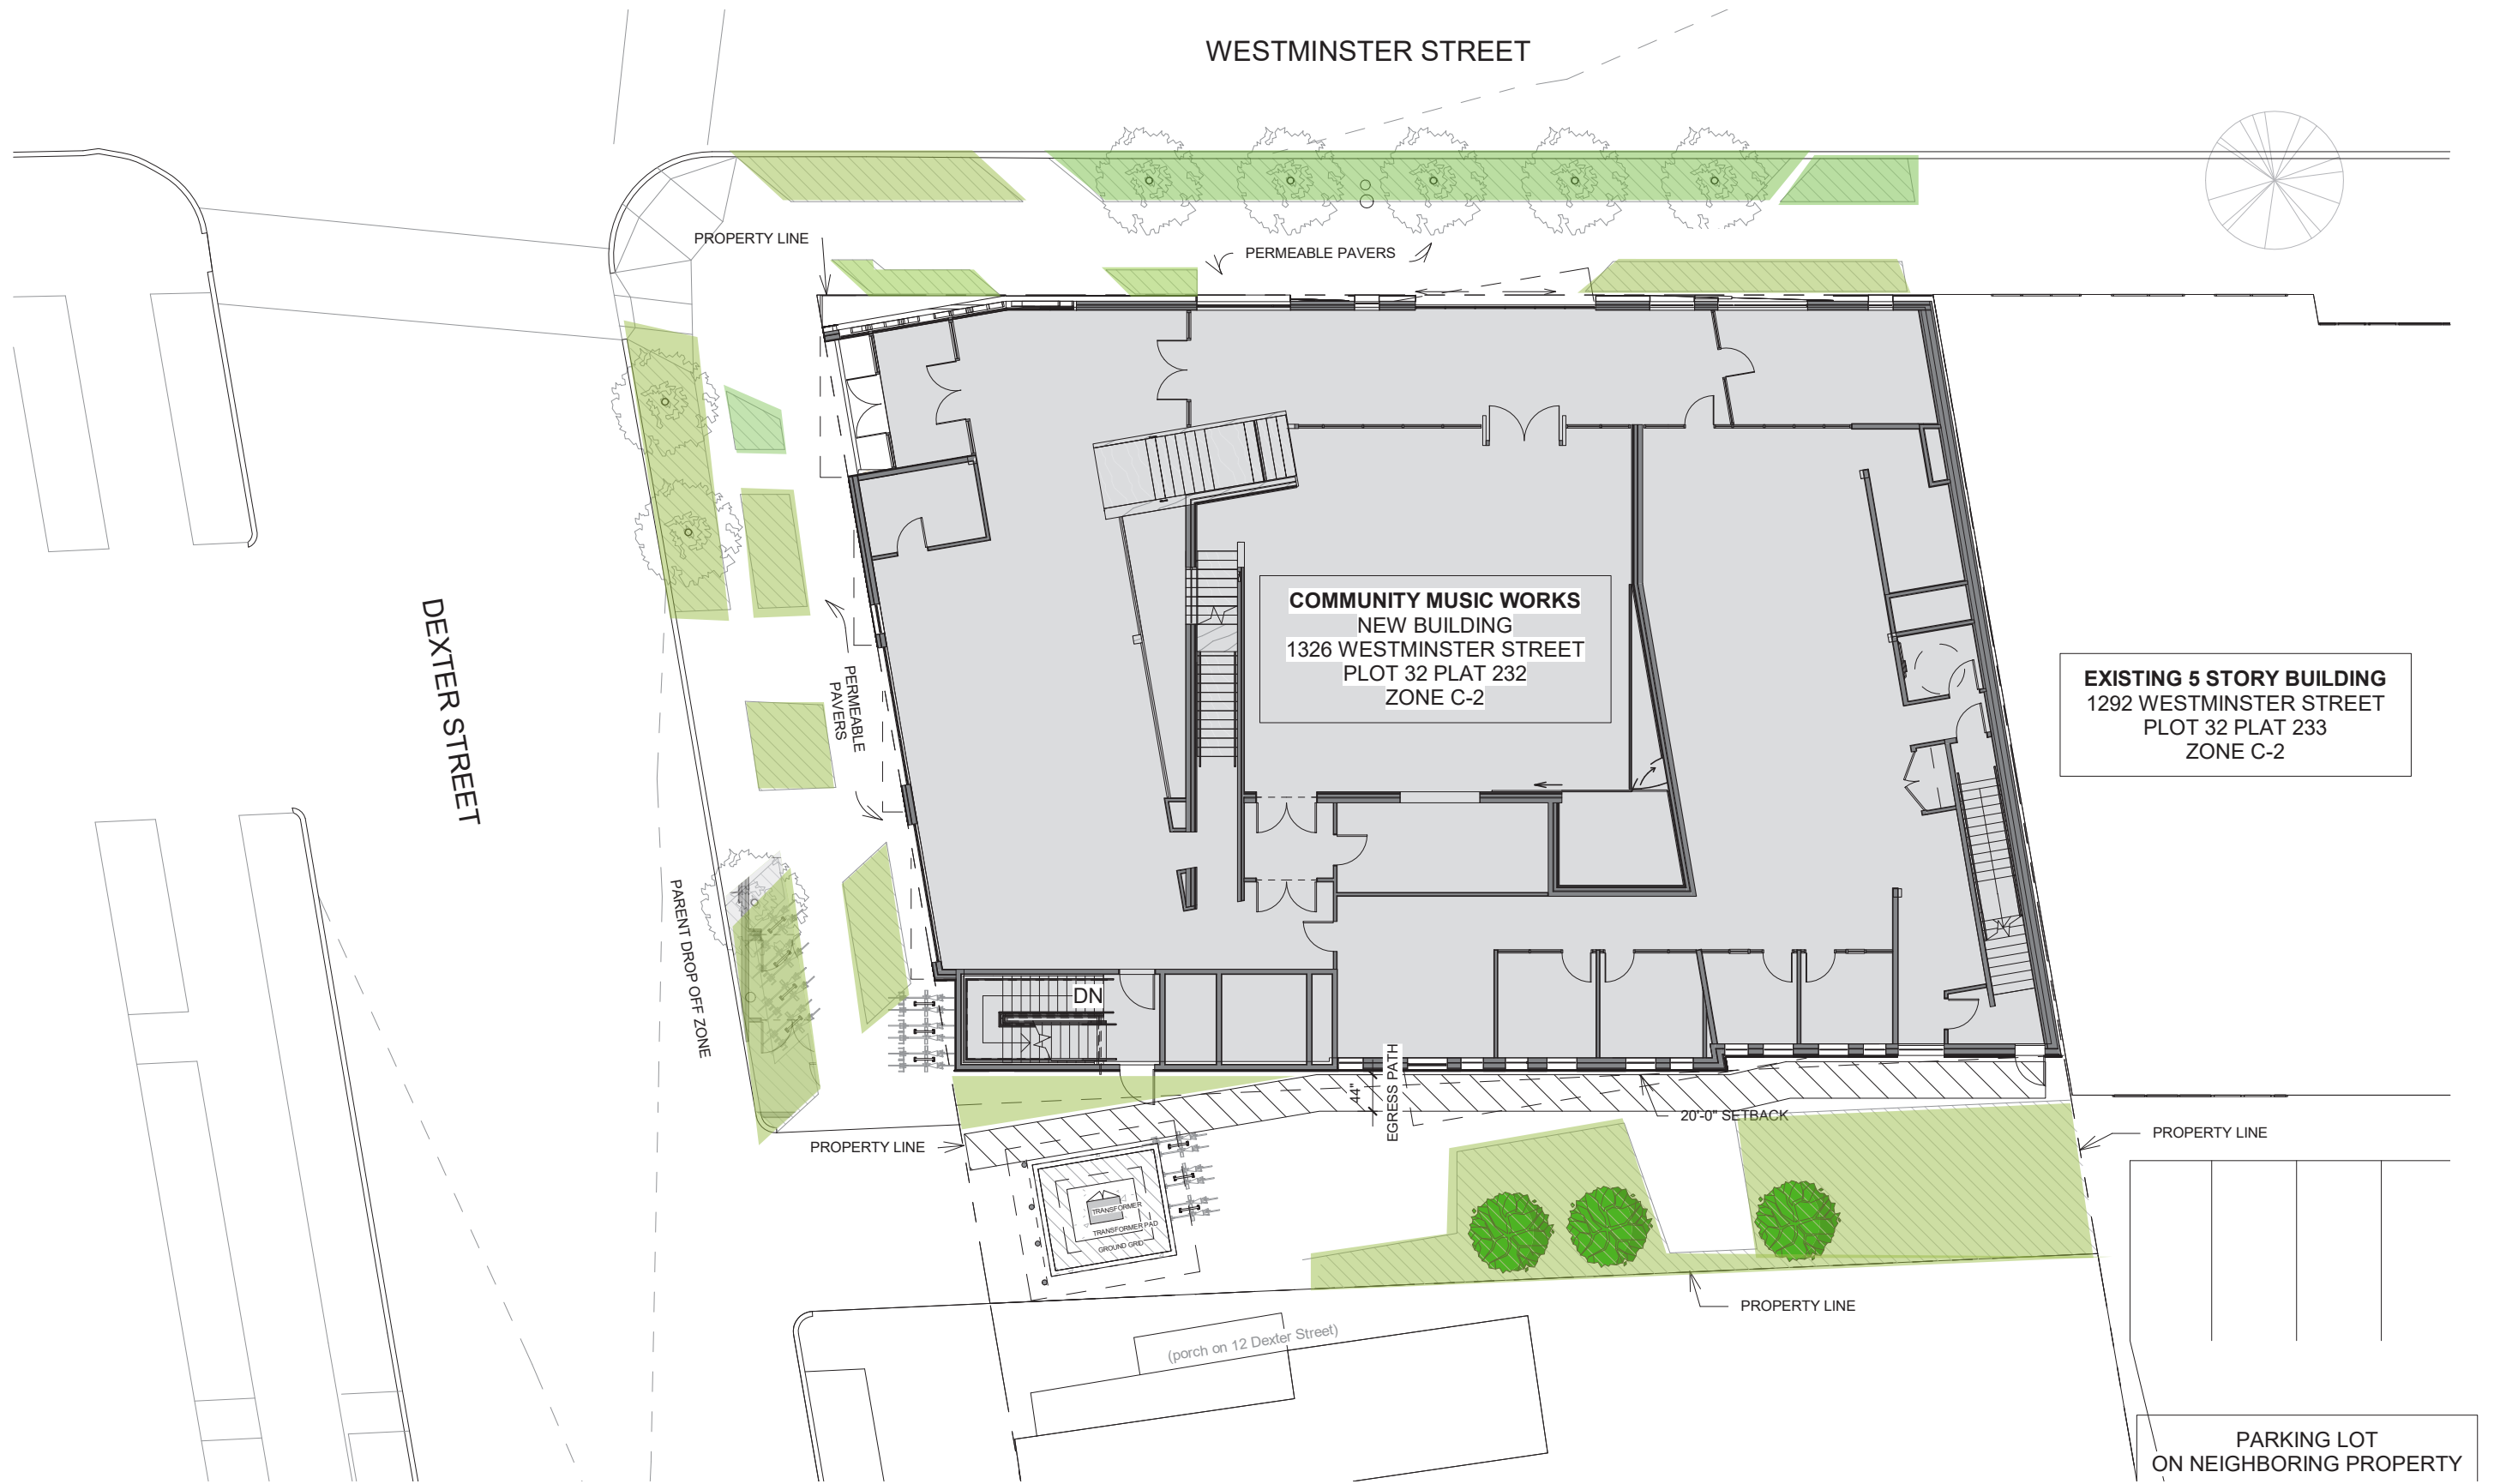 WESTMINSTER STREET
PROPERTY LINE
PERMEABLE PAVERS
COMMUNITY MUSIC WORKS
NEW BUILDING
1326 WESTMINSTER STREET
PLOT 32 PLAT 232
ZONE C-2
EXISTING 5 STORY BUILDING
1292 WESTMINSTER STREET
PLOT 32 PLAT 233
ZONE C-2
DEXTER STREET
PERMEABLE
PAVERS
PARENT DROP OFF ZONE
DN
44"
EGRESS PATH
20'-0" SETBACK
PROPERTY LINE
PROPERTY LINE
TRANSFORMER
TRANSFORMER PAD
GROUND GRID
PROPERTY LINE
(porch on 12 Dexter Street)
PARKING LOT
ON NEIGHBORING PROPERTY